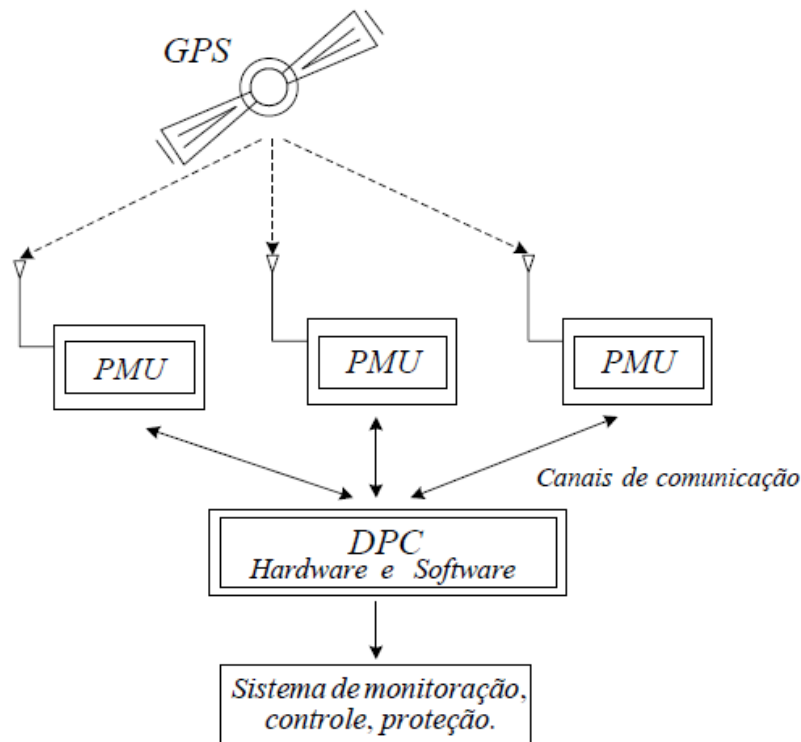 GPS
PMU
PMU
PMU
Canais de comunicação
DPC
Hardware e Software
Sistema de monitoração,
controle, proteção.